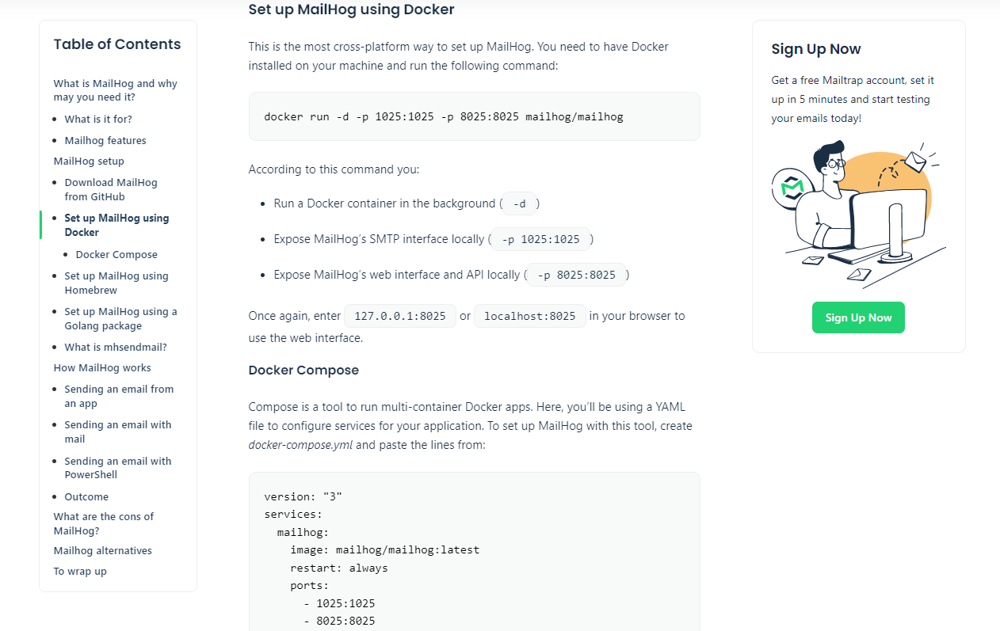 Table of Contents
What is MailHog and why
may you need it?
What is it for?
Mailhog features
MailHog setup
Download MailHog
from GitHub
Set up MailHog using
Docker
Docker Compose
Set up MailHog using
Homebrew
Set up MailHog using a
Golang package
What is mhsendmail?
How MailHog works
Sending an email from
an app
Sending an email with
mail
Sending an email with
PowerShell
Outcome
What are the cons of
MailHog?
Mailhog alternatives
To wrap up
Set up MailHog using Docker
This is the most cross-platform way to set up MailHog. You need to have Docker
installed on your machine and run the following command:
docker run -d -p 1025:1025 -p 8025:8025 mailhog/mailhog
According to this command you:
Run a Docker container in the background ( -d )
Expose MailHog’s SMTP interface locally ( -p 1025:1025 )
Expose MailHog’s web interface and API locally ( -p 8025:8025 )
Once again, enter 127.0.0.1:8025 or localhost:8025 in your browser to
use the web interface.
Docker Compose
Compose is a tool to run multi-container Docker apps. Here, you’ll be using a YAML
file to configure services for your application. To set up MailHog with this tool, create
docker-compose.yml and paste the lines from:
version: "3"
services:
  mailhog:
    image: mailhog/mailhog:latest
    restart: always
    ports:
      - 1025:1025
      - 8025:8025
Sign Up Now
Get a free Mailtrap account, set it
up in 5 minutes and start testing
your emails today!
Sign Up Now